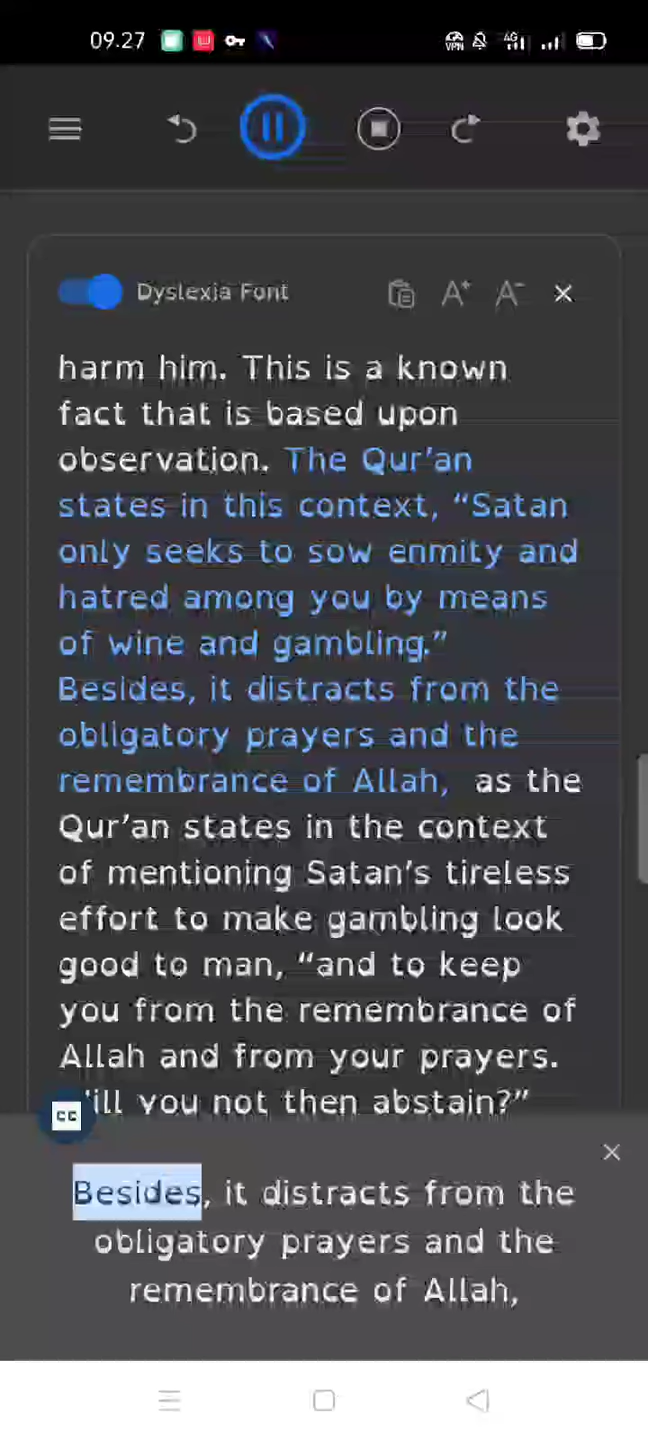 09.27
VPN
4G
Dyslexia Font
A+ A-
harm him. This is a known
fact that is based upon
observation. The Qur'an
states in this context, “Satan
only seeks to sow enmity and
hatred among you by means
of wine and gambling.”
Besides, it distracts from the
obligatory prayers and the
remembrance of Allah, as the
Qur'an states in the context
of mentioning Satan's tireless
effort to make gambling look
good to man, “and to keep
you from the remembrance of
Allah and from your prayers.
ill you not then abstain?”
CC
Besides, it distracts from the
obligatory prayers and the
remembrance of Allah,